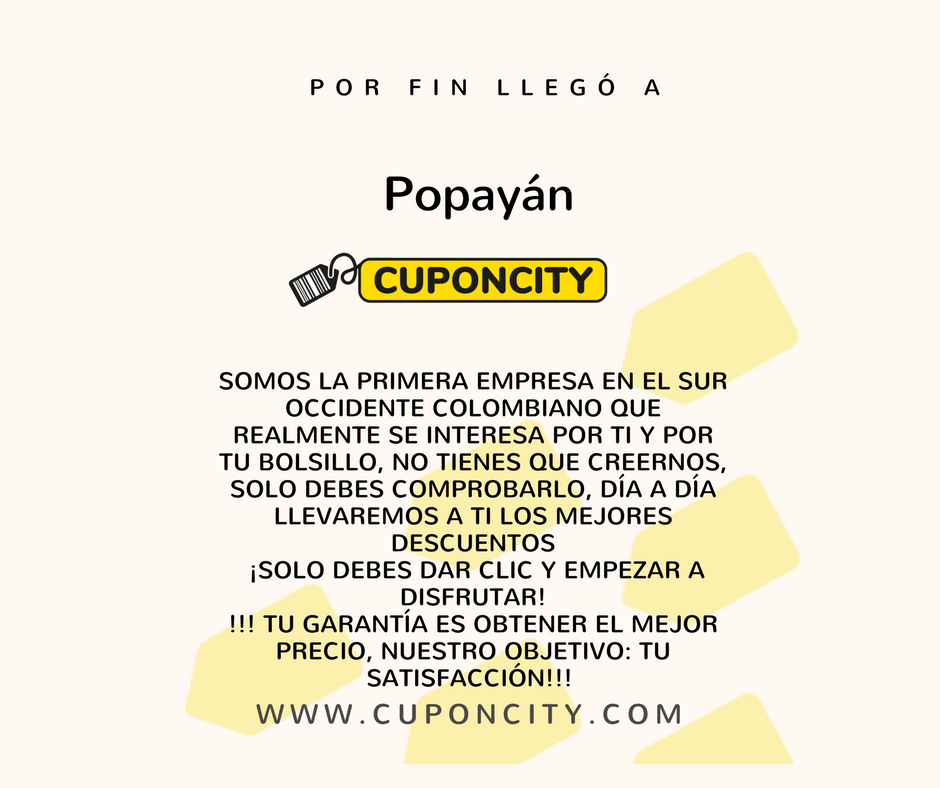 POR FIN LLEGÓ A
Popayán
CUPONCITY
SOMOS LA PRIMERA EMPRESA EN EL SUR
OCCIDENTE COLOMBIANO QUE
REALMENTE SE INTERESA POR TI Y POR
TU BOLSILLO, NO TIENES QUE CREERNOS,
SOLO DEBES COMPROBARLO, DÍA A DÍA
LLEVAREMOS A TI LOS MEJORES
DESCUENTOS
¡SOLO DEBES DAR CLIC Y EMPEZAR A
DISFRUTAR!
!!! TU GARANTÍA ES OBTENER EL MEJOR
PRECIO, NUESTRO OBJETIVO: TU
SATISFACCIÓN!!!
WWW.CUPONCITY.COM